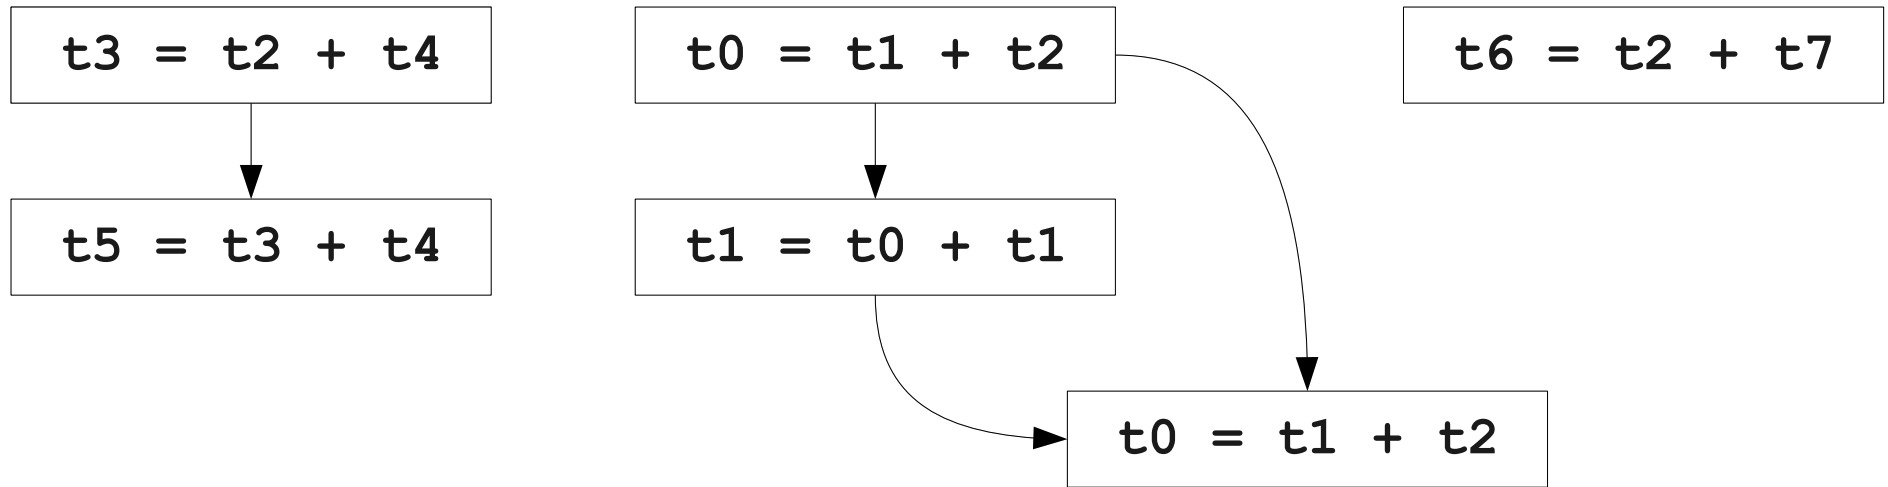 t3 = t2 + t4
t0 = t1 + t2
t6 = t2 + t7
t5 = t3 + t4
t1 = t0 + t1
t0 = t1 + t2